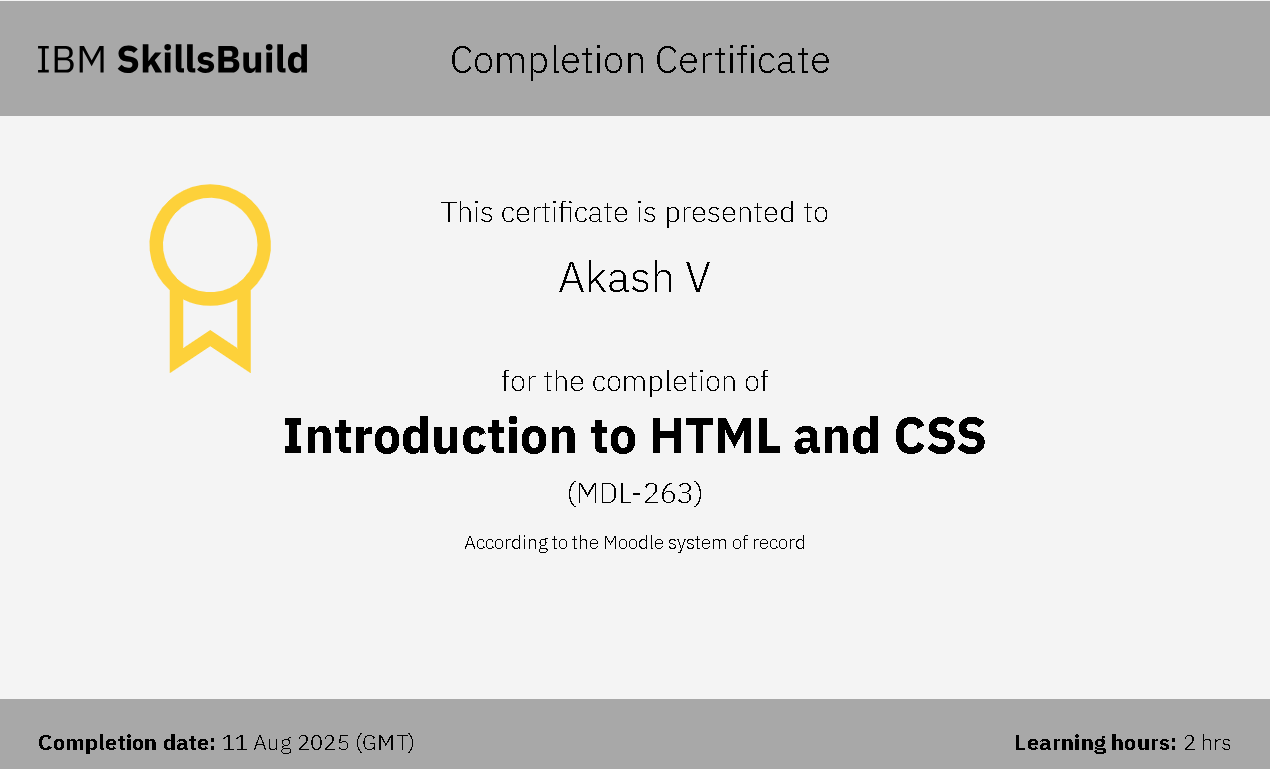 IBM SkillsBuild
Completion Certificate
This certificate is presented to
Akash V
for the completion of
Introduction to HTML and CSS
(MDL-263)
According to the Moodle system of record
Completion date: 11 Aug 2025 (GMT)
Learning hours: 2 hrs